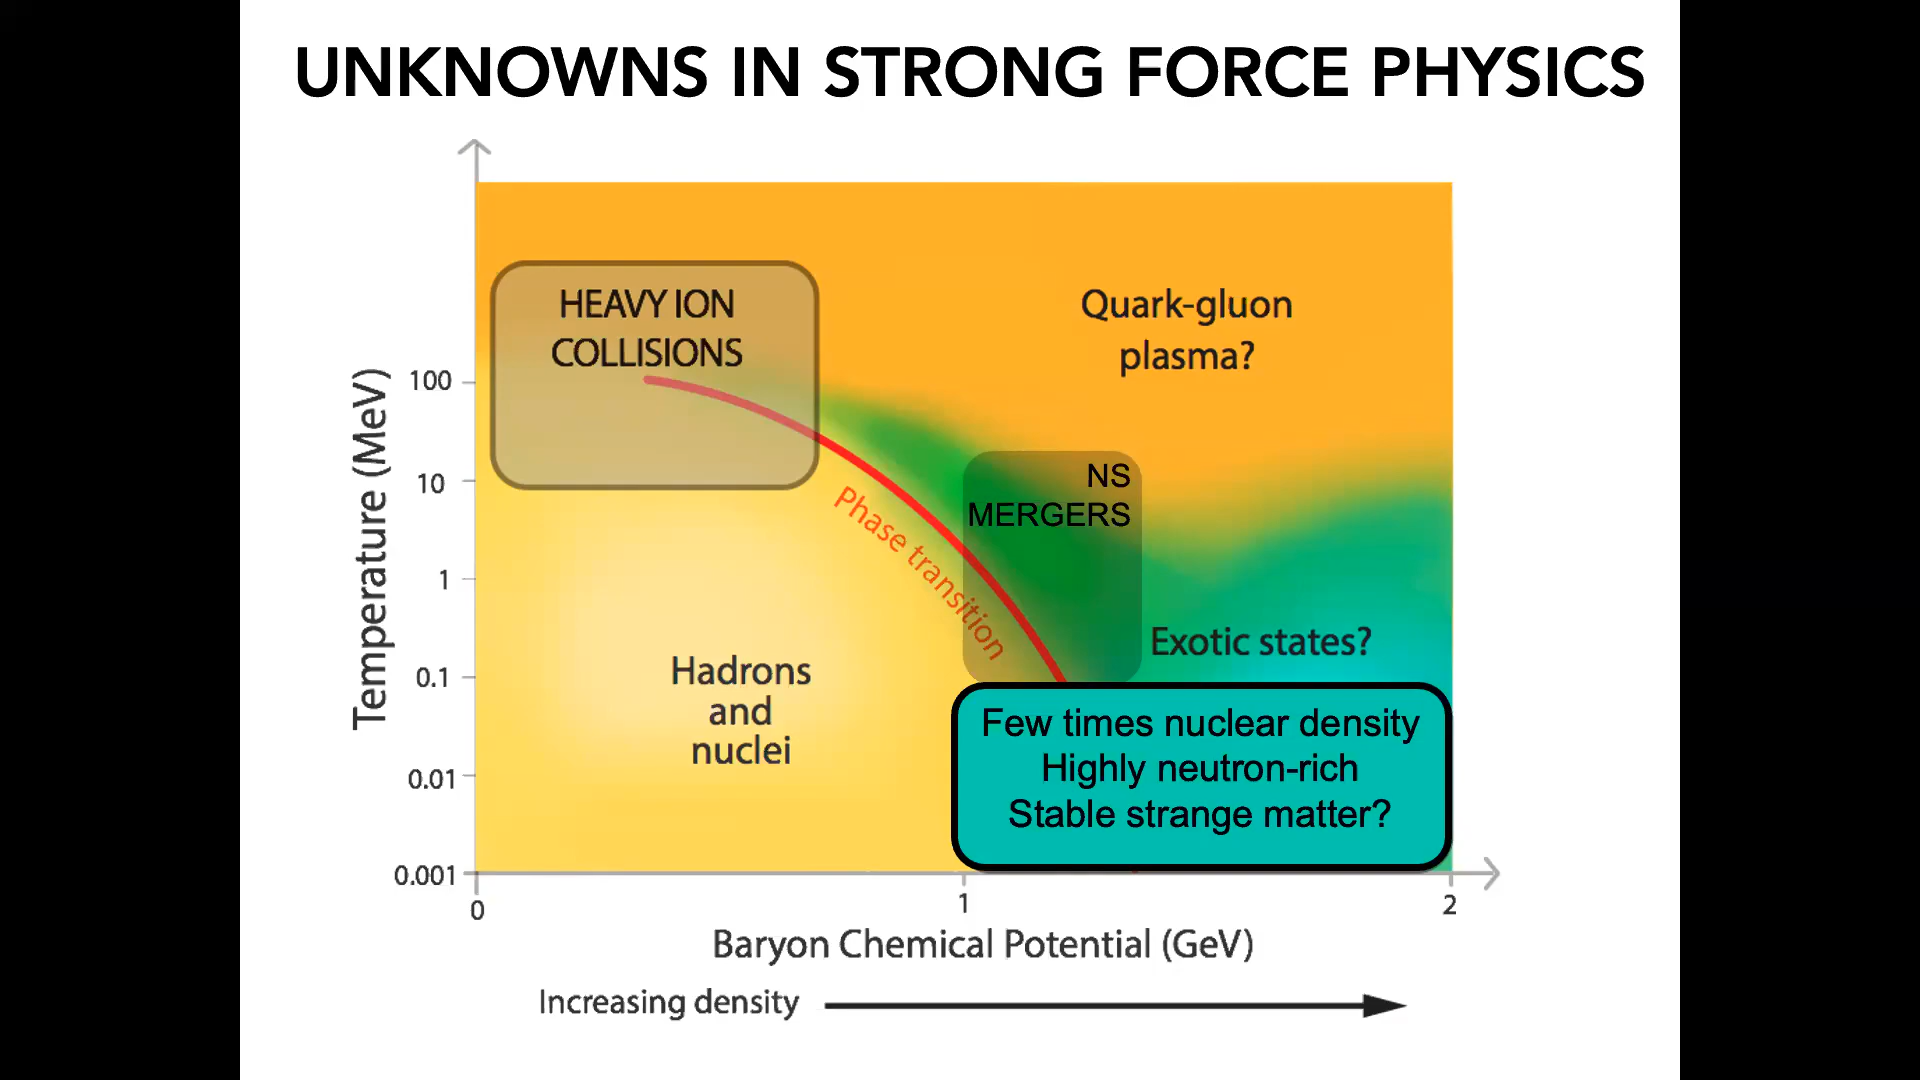 UNKNOWNS IN STRONG FORCE PHYSICS
HEAVY ION
COLLISIONS
Quark-gluon
plasma?
NS
MERGERS
Phase transition
Exotic states?
Hadrons
and
nuclei
Few times nuclear density
Highly neutron-rich
Stable strange matter?
Temperature (MeV)
100
10
1
0.1
0.01
0.001
0
1
2
Baryon Chemical Potential (GeV)
Increasing density